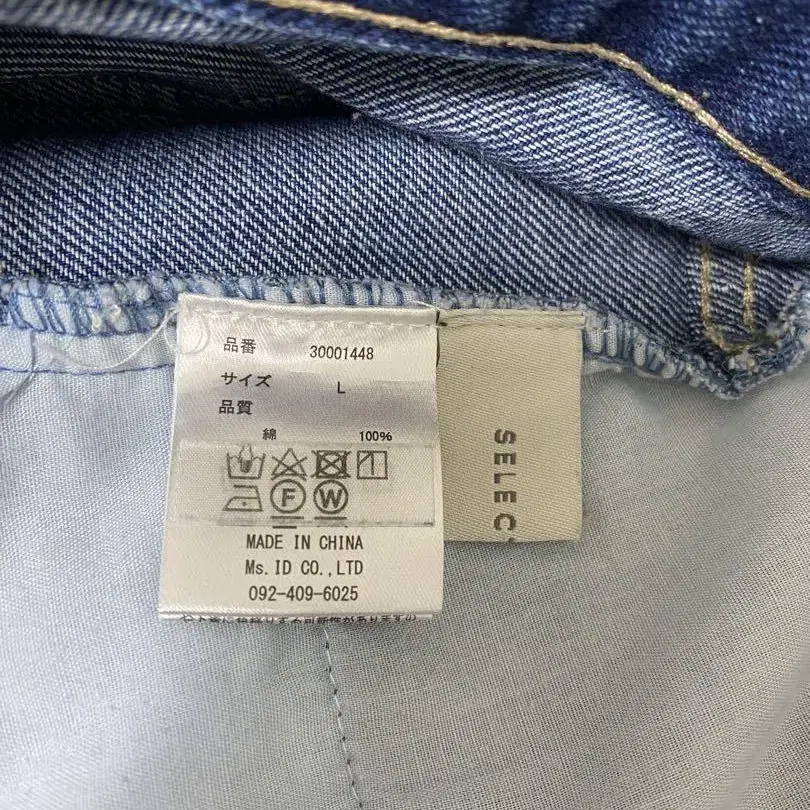 品番 30001448
サイズ L
品質
綿 100%
F W
MADE IN CHINA
Ms. ID CO., LTD
092-409-6025
SELEC